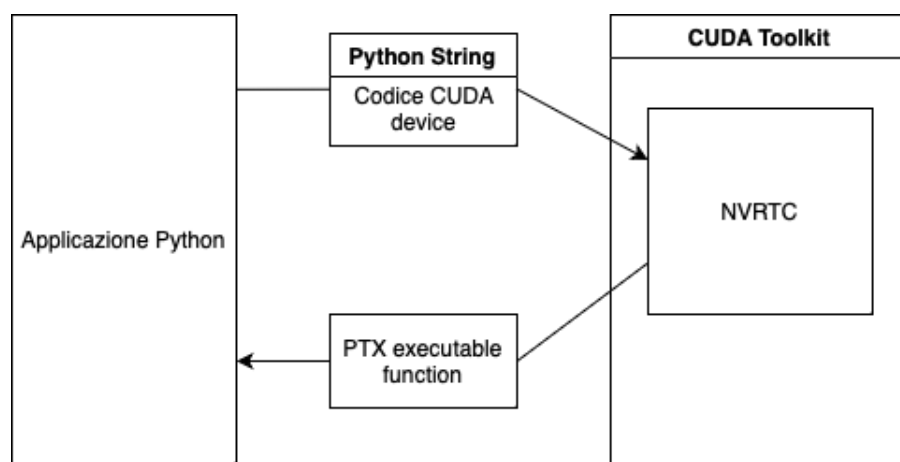 Applicazione Python
Python String
Codice CUDA
device
CUDA Toolkit
NVRTC
PTX executable
function